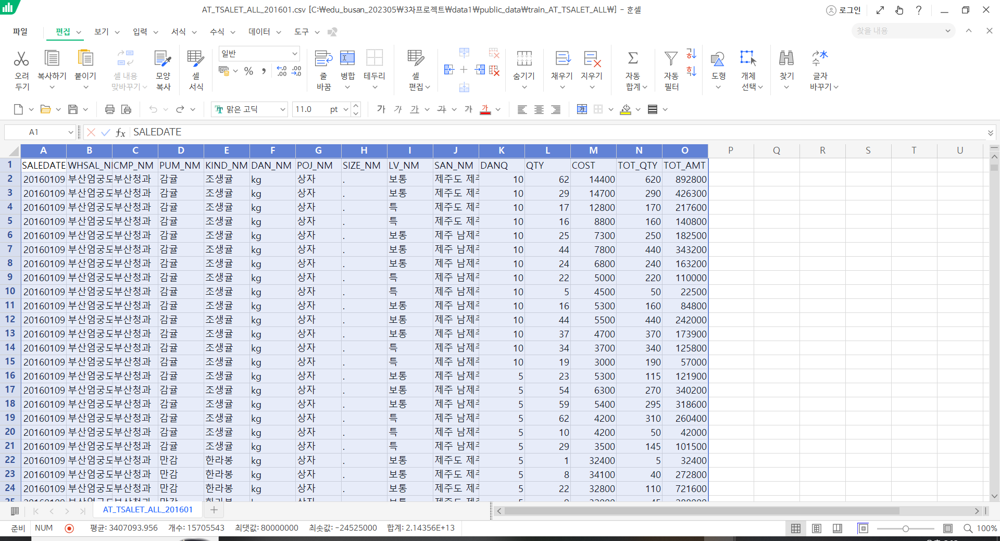 AT_TSALET_ALL_201601.csv [C:₩edu_busan_202305₩3차프로젝트₩data1₩public_data₩train_AT_TSALET_ALL₩] - 한셀
로그인
파일 편집 보기 입력 서식 수식 데이터 도구
찾을 내용
오려 두기
복사하기
붙이기
셀 내용 맞바꾸기
모양 복사
셀 서식
일반
줄 바꿈
병합
테두리
셀 편집
숨기기
채우기
지우기
자동 합계
자동 필터
도형
개체 선택
찾기
글자 바꾸기
맑은 고딕 11.0 pt 가 가 가 가 가 가
A1 fx SALEDATE
A B C D E F G H I J K L M N O P Q R S T U
1 SALEDATE WHSAL_N CMP_NM PUM_NM KIND_NM DAN_NM POJ_NM SIZE_NM LV_NM SAN_NM DANQ QTY COST TOT_QTY TOT_AMT
2 20160109 부산엄궁도 부산청과 감귤 조생귤 kg 상자 . 보통 제주도 제주 10 62 14400 620 892800
3 20160109 부산엄궁도 부산청과 감귤 조생귤 kg 상자 . 보통 제주도 제주 10 29 14700 290 426300
4 20160109 부산엄궁도 부산청과 감귤 조생귤 kg 상자 . 특 제주도 제주 10 17 12800 170 217600
5 20160109 부산엄궁도 부산청과 감귤 조생귤 kg 상자 . 특 제주도 제주 10 16 8800 160 140800
6 20160109 부산엄궁도 부산청과 감귤 조생귤 kg 상자 . 보통 제주 남제주 10 25 7300 250 182500
7 20160109 부산엄궁도 부산청과 감귤 조생귤 kg 상자 . 보통 제주 남제주 10 44 7800 440 343200
8 20160109 부산엄궁도 부산청과 감귤 조생귤 kg 상자 . 보통 제주 남제주 10 24 6800 240 163200
9 20160109 부산엄궁도 부산청과 감귤 조생귤 kg 상자 . 특 제주 남제주 10 22 5000 220 110000
10 20160109 부산엄궁도 부산청과 감귤 조생귤 kg 상자 . 특 제주 남제주 10 5 4500 50 22500
11 20160109 부산엄궁도 부산청과 감귤 조생귤 kg 상자 . 보통 제주 남제주 10 16 5300 160 84800
12 20160109 부산엄궁도 부산청과 감귤 조생귤 kg 상자 . 보통 제주 남제주 10 44 5500 440 242000
13 20160109 부산엄궁도 부산청과 감귤 조생귤 kg 상자 . 보통 제주 남제주 10 37 4700 370 173900
14 20160109 부산엄궁도 부산청과 감귤 조생귤 kg 상자 . 특 제주 남제주 10 34 3700 340 125800
15 20160109 부산엄궁도 부산청과 감귤 조생귤 kg 상자 . 특 제주 남제주 10 19 3000 190 57000
16 20160109 부산엄궁도 부산청과 감귤 조생귤 kg 상자 . 보통 제주 남제주 5 23 5300 115 121900
17 20160109 부산엄궁도 부산청과 감귤 조생귤 kg 상자 . 보통 제주 남제주 5 54 6300 270 340200
18 20160109 부산엄궁도 부산청과 감귤 조생귤 kg 상자 . 보통 제주 남제주 5 59 5400 295 318600
19 20160109 부산엄궁도 부산청과 감귤 조생귤 kg 상자 . 특 제주 남제주 5 62 4200 310 260400
20 20160109 부산엄궁도 부산청과 감귤 조생귤 kg 상자 . 특 제주 남제주 5 10 4200 50 42000
21 20160109 부산엄궁도 부산청과 감귤 조생귤 kg 상자 . 특 제주 남제주 5 29 3500 145 101500
22 20160109 부산엄궁도 부산청과 만감 한라봉 kg 상자 . 보통 제주도 제주 5 1 32400 5 32400
23 20160109 부산엄궁도 부산청과 만감 한라봉 kg 상자 . 보통 제주도 제주 5 8 34100 40 272800
24 20160109 부산엄궁도 부산청과 만감 한라봉 kg 상자 . 보통 제주도 제주 5 22 32800 110 721600
AT_TSALET_ALL_201601
준비 NUM 평균: 3407093.956 개수: 15705543 최댓값: 80000000 최솟값: -24525000 합계: 2.14356E+13 100%